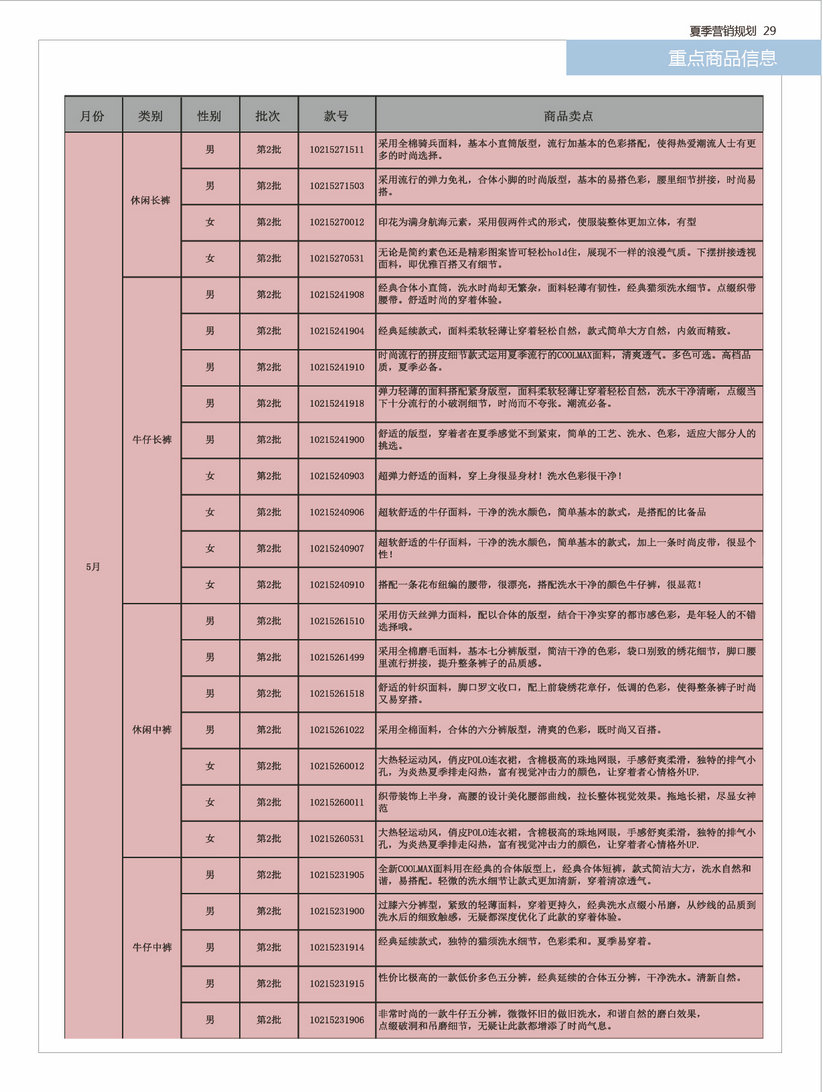 夏季营销规划 29
重点商品信息
月份 类别 性别 批次 款号 商品卖点
5月
休闲长裤
男 第2批 10215271511 采用全棉骑兵面料，基本小直筒版型，流行加基本的色彩搭配，使得热爱潮流人士有更
多的时尚选择。
男 第2批 10215271503 采用流行的弹力免礼，合体小脚的时尚版型，基本的易搭色彩，腰里细节拼接，时尚易
搭。
女 第2批 10215270012 印花为满身航海元素，采用假两件式的形式，使服装整体更加立体，有型
女 第2批 10215270531 无论是简约素色还是精彩图案皆可轻松hold住，展现不一样的浪漫气质。下摆拼接透视
面料，即优雅百搭又有细节。
牛仔长裤
男 第2批 10215241908 经典合体小直筒，洗水时尚却无繁杂，面料轻薄有韧性，经典猫须洗水细节。点缀织带
腰带。舒适时尚的穿着体验。
男 第2批 10215241904 经典延续款式，面料柔软轻薄让穿着轻松自然，款式简单大方自然，内敛而精致。
男 第2批 10215241910 时尚流行的拼皮细节款式运用夏季流行的COOLMAX面料，清爽透气。多色可选。高档品
质，夏季必备。
男 第2批 10215241918 弹力轻薄的面料搭配紧身版型，面料柔软轻薄让穿着轻松自然，洗水干净清晰，点缀当
下十分流行的小破洞细节，时尚而不夸张。潮流必备。
男 第2批 10215241900 舒适的版型，穿着者在夏季感觉不到紧束，简单的工艺、洗水、色彩，适应大部分人的
挑选。
女 第2批 10215240903 超弹力舒适的面料，穿上身很显身材！洗水色彩很干净！
女 第2批 10215240906 超软舒适的牛仔面料，干净的洗水颜色，简单基本的款式，是搭配的比备品
女 第2批 10215240907 超软舒适的牛仔面料，干净的洗水颜色，简单基本的款式，加上一条时尚皮带，很显个
性！
女 第2批 10215240910 搭配一条花布纽编的腰带，很漂亮，搭配洗水干净的颜色牛仔裤，很显范！
休闲中裤
男 第2批 10215261510 采用仿天丝弹力面料，配以合体的版型，结合干净实穿的都市感色彩，是年轻人的不错
选择哦。
男 第2批 10215261499 采用全棉磨毛面料，基本七分裤版型，简洁干净的色彩，袋口别致的绣花细节，脚口腰
里流行拼接，提升整条裤子的品质感。
男 第2批 10215261518 舒适的针织面料，脚口罗文收口，配上前袋绣花章仔，低调的色彩，使得整条裤子时尚
又易穿搭。
男 第2批 10215261022 采用全棉面料，合体的六分裤版型，清爽的色彩，既时尚又百搭。
女 第2批 10215260012 大热轻运动风，俏皮POLO连衣裙，含棉极高的珠地网眼，手感舒爽柔滑，独特的排气小
孔，为炎热夏季排走闷热，富有视觉冲击力的颜色，让穿着者心情格外UP.
女 第2批 10215260011 织带装饰上半身，高腰的设计美化腰部曲线，拉长整体视觉效果。拖地长裙，尽显女神
范
女 第2批 10215260531 大热轻运动风，俏皮POLO连衣裙，含棉极高的珠地网眼，手感舒爽柔滑，独特的排气小
孔，为炎热夏季排走闷热，富有视觉冲击力的颜色，让穿着者心情格外UP.
牛仔中裤
男 第2批 10215231905 全新COOLMAX面料用在经典的合体版型上，经典合体短裤，款式简洁大方，洗水自然和
谐，易搭配。轻微的洗水细节让款式更加清新，穿着清凉透气。
男 第2批 10215231900 过膝六分裤型，紧致的轻薄面料，穿着更持久，经典洗水点缀小吊磨，从纱线的品质到
洗水后的细致触感，无疑都深度优化了此款的穿着体验。
男 第2批 10215231914 经典延续款式，独特的猫须洗水细节，色彩柔和。夏季易穿着。
男 第2批 10215231915 性价比极高的一款低价多色五分裤，经典延续的合体五分裤，干净洗水。清新自然。
男 第2批 10215231906 非常时尚的一款牛仔五分裤，微微怀旧的做旧洗水，和谐自然的磨白效果，
点缀破洞和吊磨细节，无疑让此款都增添了时尚气息。